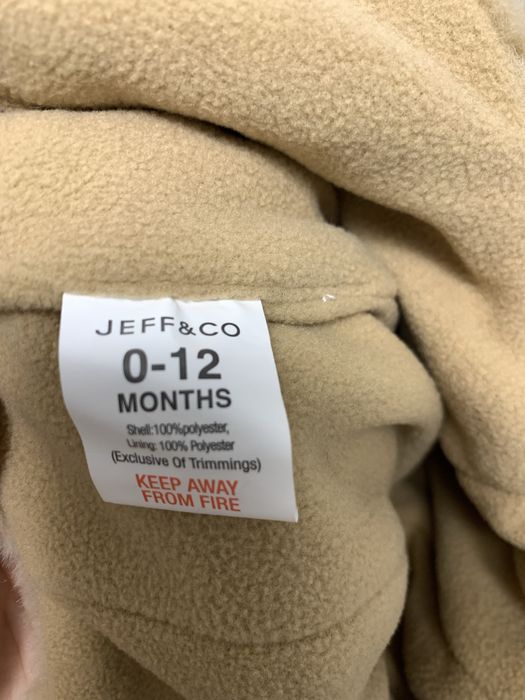 JEFF&CO
0-12
MONTHS
Shell:100%polyester,
Lining: 100% Polyester
(Exclusive Of Trimmings)
KEEP AWAY
FROM FIRE